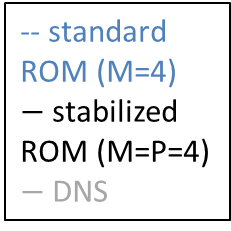 -- standard
ROM (M=4)
— stabilized
ROM (M=P=4)
— DNS